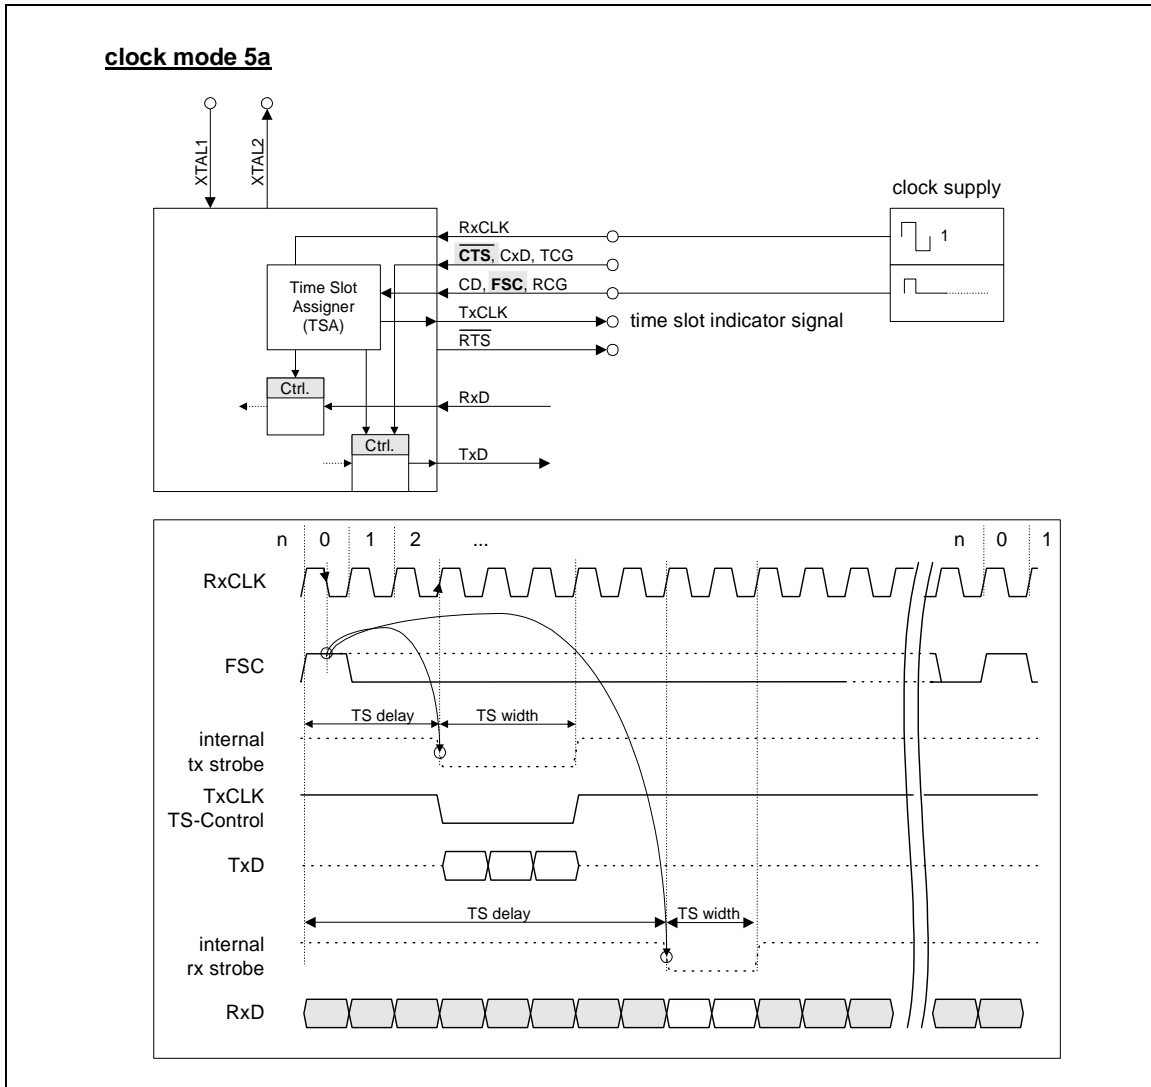 clock mode 5a
XTAL1
XTAL2
clock supply
RxCLK
1
CTS, CxD, TCG
Time Slot
Assigner
(TSA)
CD, FSC, RCG
TxCLK
time slot indicator signal
RTS
Ctrl.
RxD
Ctrl.
TxD
n 0 1 2 ... n 0 1
RxCLK
FSC
TS delay TS width
internal
tx strobe
TxCLK
TS-Control
TxD
TS delay TS width
internal
rx strobe
RxD